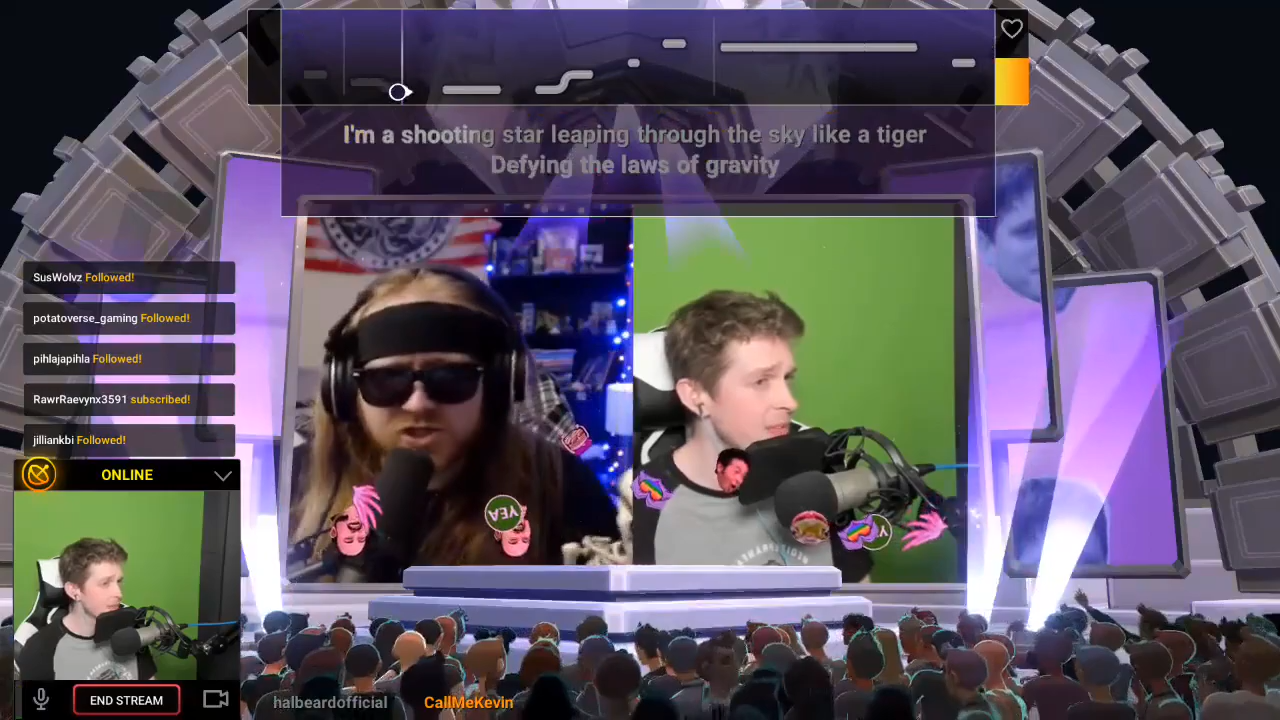 I'm a shooting star leaping through the sky like a tiger
Defying the laws of gravity
SusWolvz Followed!
potatoverse_gaming Followed!
pihlajapihla Followed!
RawrRaevynx3591 subscribed!
jilliankbi Followed!
ONLINE
YEA
Y
END STREAM
halbeardofficial
CallMeKevin